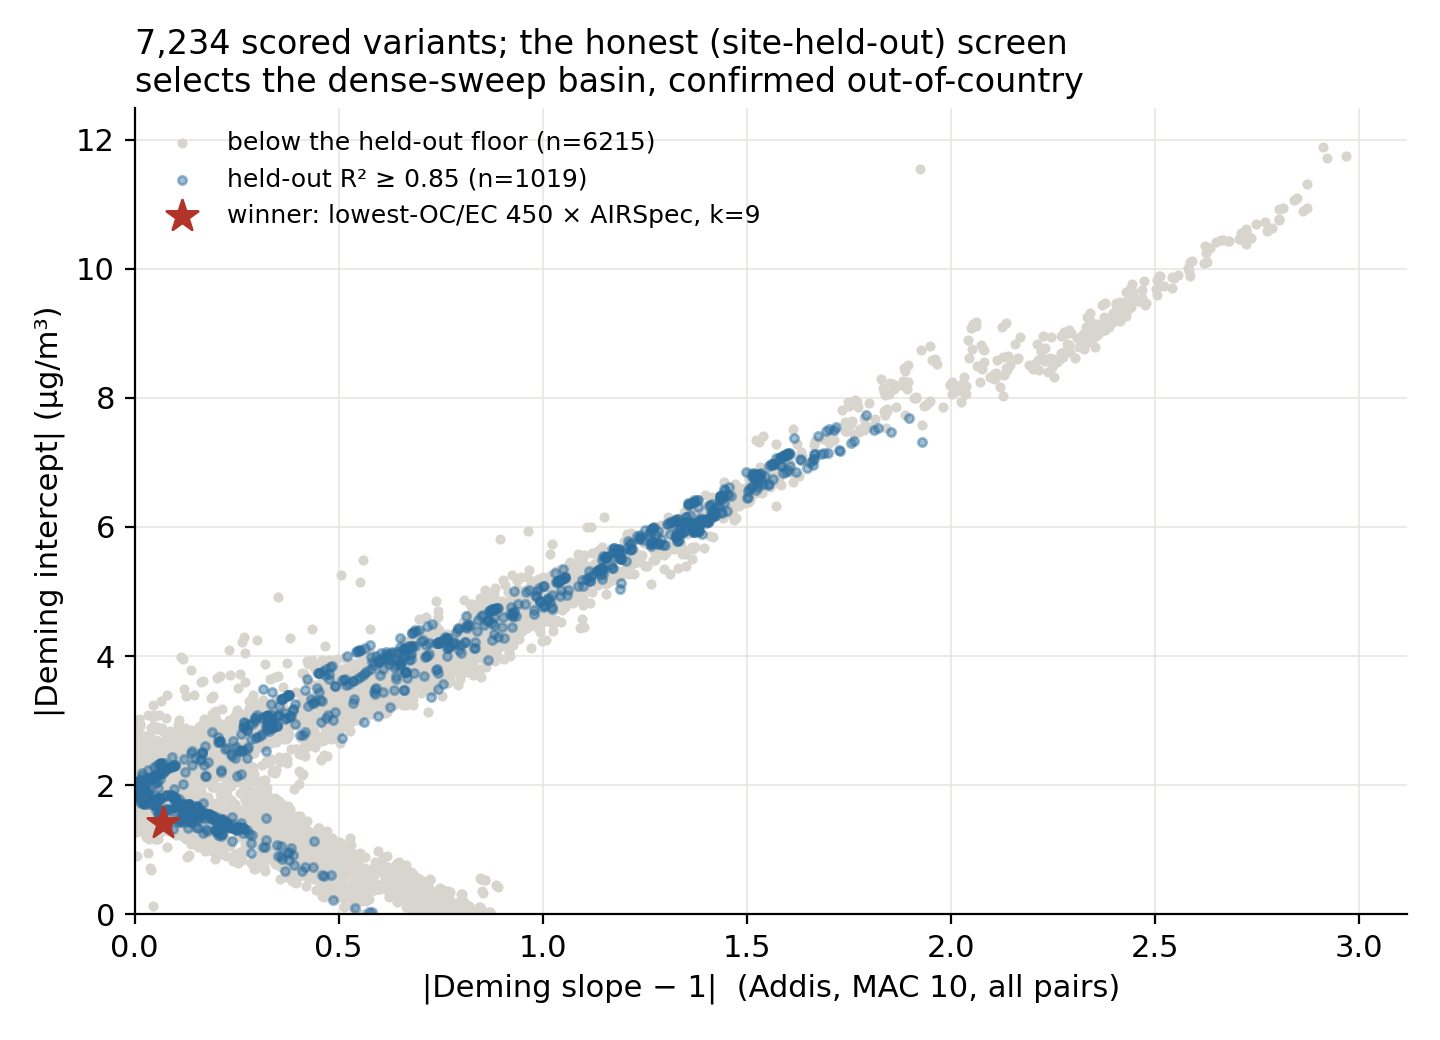 7,234 scored variants; the honest (site-held-out) screen
selects the dense-sweep basin, confirmed out-of-country
below the held-out floor (n=6215)
held-out R² ≥ 0.85 (n=1019)
winner: lowest-OC/EC 450 × AIRSpec, k=9
|Deming intercept| (µg/m³)
12
10
8
6
4
2
0
0.0 0.5 1.0 1.5 2.0 2.5 3.0
|Deming slope − 1| (Addis, MAC 10, all pairs)